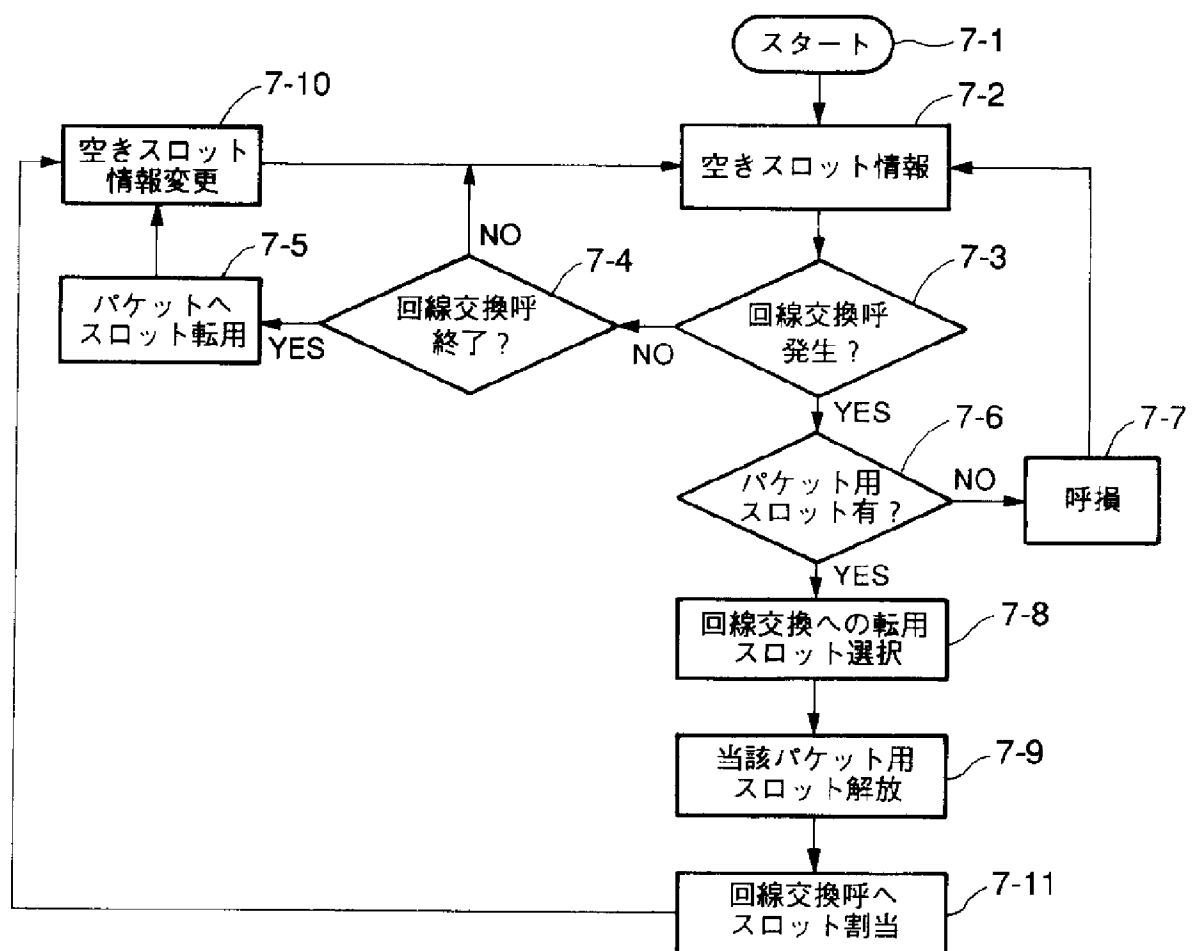 スタート
7-1
7-10
7-2
空きスロット
情報変更
空きスロット情報
7-5
NO
7-4
7-3
パケットへ
スロット転用
YES
回線交換呼
終了？
NO
回線交換呼
発生？
YES
7-6
7-7
パケット用
スロット有？
NO
呼損
YES
回線交換への転用
スロット選択
7-8
当該パケット用
スロット解放
7-9
回線交換呼へ
スロット割当
7-11